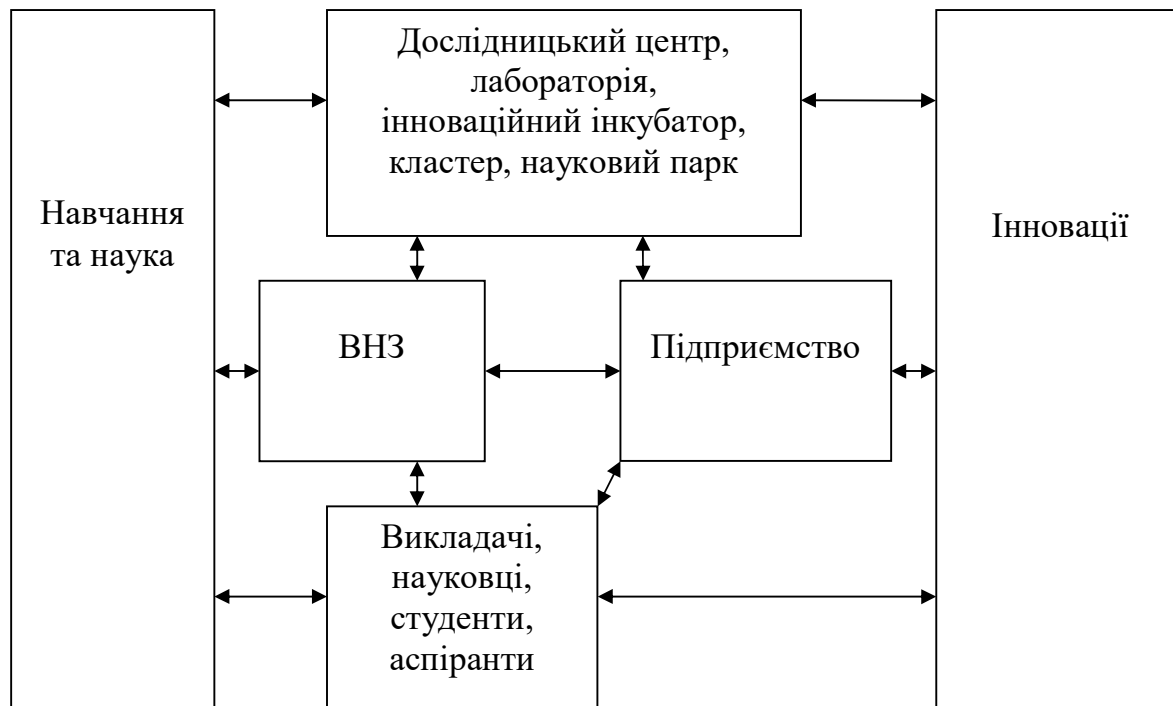 Дослідницький центр,
лабораторія,
інноваційний інкубатор,
кластер, науковий парк
Навчання
та наука
Інновації
ВНЗ
Підприємство
Викладачі,
науковці,
студенти,
аспіранти